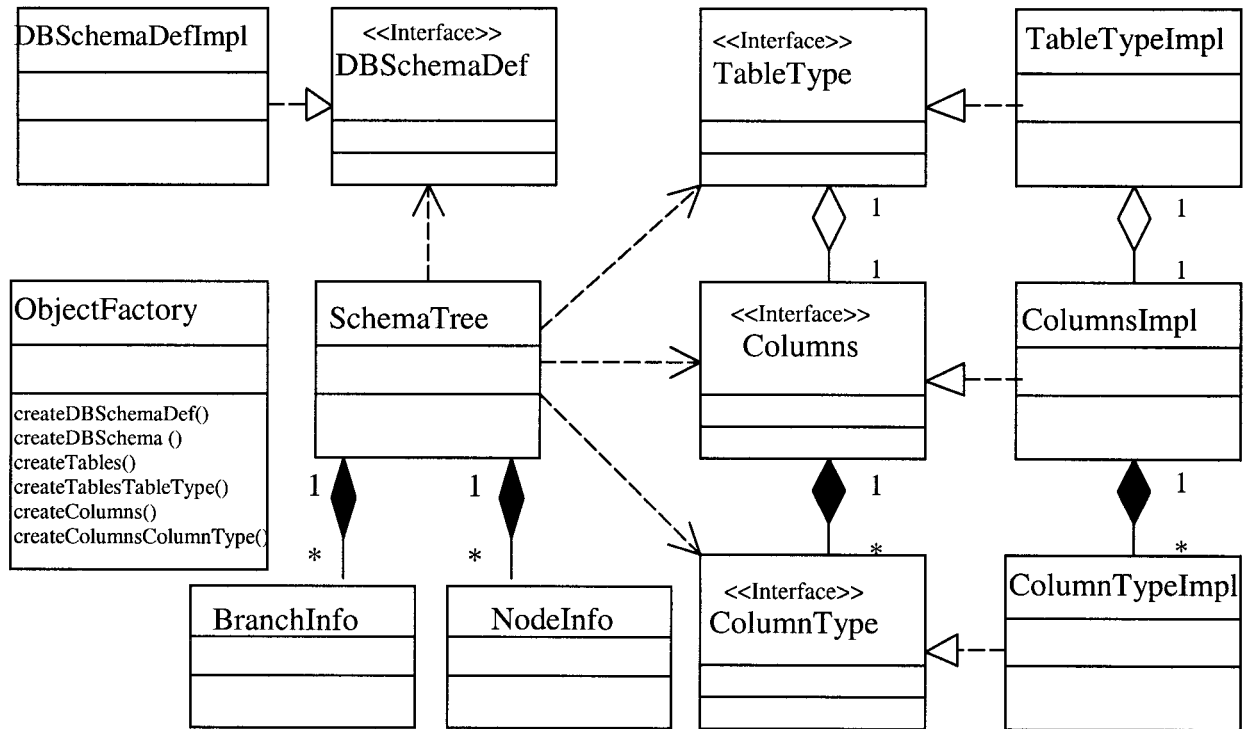 DBSchemaDefImpl
<<Interface>>
DBSchemaDef
<<Interface>>
TableType
TableTypeImpl
1
1
1
1
ObjectFactory
createDBSchemaDef()
createDBSchema ()
createTables()
createTablesTableType()
createColumns()
createColumnsColumnType()
SchemaTree
<<Interface>>
Columns
ColumnsImpl
1
*
1
*
1
*
1
*
BranchInfo
NodeInfo
<<Interface>>
ColumnType
ColumnTypeImpl